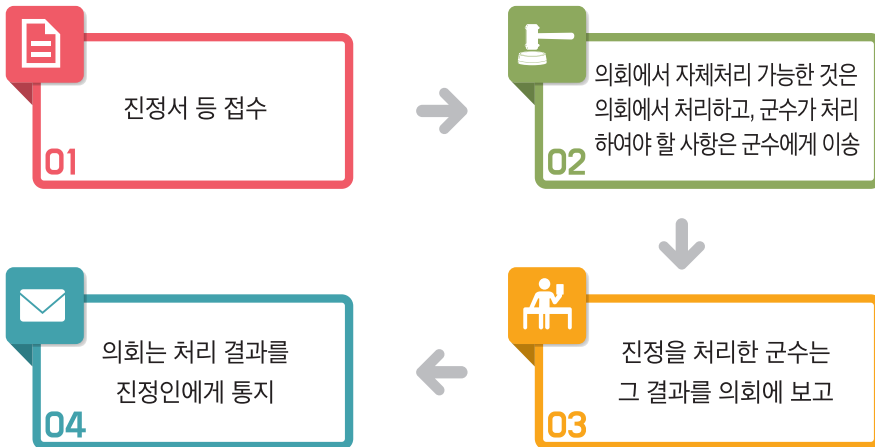 진정서 등 접수
01
의회에서 자체처리 가능한 것은
의회에서 처리하고, 군수가 처리
하여야 할 사항은 군수에게 이송
02
진정을 처리한 군수는
그 결과를 의회에 보고
03
의회는 처리 결과를
진정인에게 통지
04